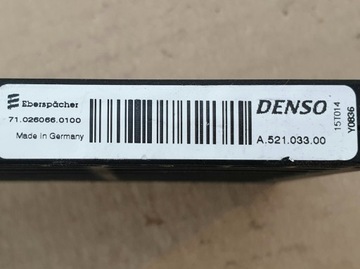 Eberspächer
71.026066.0100
Made in Germany
DENSO
A.521.033.00
15T014
Y0836